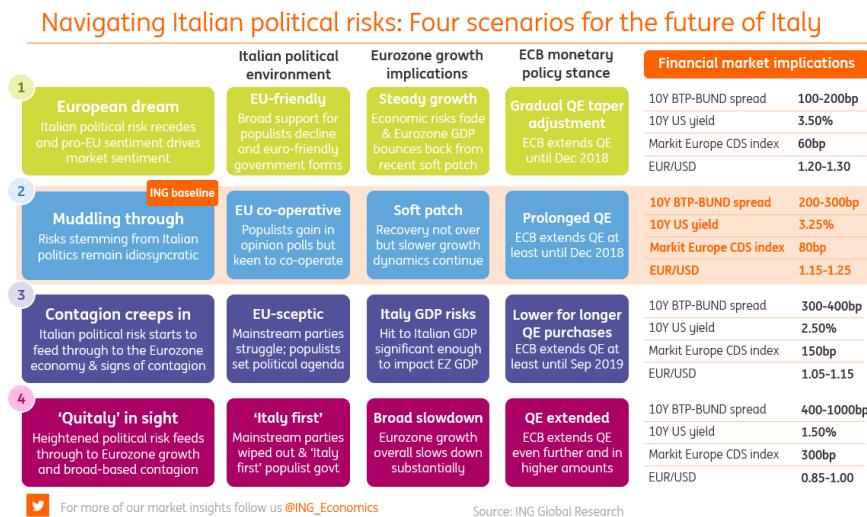 Navigating Italian political risks: Four scenarios for the future of Italy
Italian political
environment
Eurozone growth
implications
ECB monetary
policy stance
Financial market implications
1
European dream
Italian political risk recedes
and pro-EU sentiment drives
market sentiment
EU-friendly
Broad support for
populists decline
and euro-friendly
government forms
Steady growth
Economic risks fade
& Eurozone GDP
bounces back from
recent soft patch
Gradual QE taper
adjustment
ECB extends QE
until Dec 2018
10Y BTP-BUND spread 100-200bp
10Y US yield 3.50%
Markit Europe CDS index 60bp
EUR/USD 1.20-1.30
2
ING baseline
Muddling through
Risks stemming from Italian
politics remain idiosyncratic
EU co-operative
Populists gain in
opinion polls but
keen to co-operate
Soft patch
Recovery not over
but slower growth
dynamics continue
Prolonged QE
ECB extends QE at
least until Dec 2018
10Y BTP-BUND spread 200-300bp
10Y US yield 3.25%
Markit Europe CDS index 80bp
EUR/USD 1.15-1.25
3
Contagion creeps in
Italian political risk starts to
feed through to the Eurozone
economy & signs of contagion
EU-sceptic
Mainstream parties
struggle; populists
set political agenda
Italy GDP risks
Hit to Italian GDP
significant enough
to impact EZ GDP
Lower for longer
QE purchases
ECB extends QE at
least until Sep 2019
10Y BTP-BUND spread 300-400bp
10Y US yield 2.50%
Markit Europe CDS index 150bp
EUR/USD 1.05-1.15
4
‘Quitaly’ in sight
Heightened political risk feeds
through to Eurozone growth
and broad-based contagion
‘Italy first’
Mainstream parties
wiped out & ‘Italy
first’ populist govt
Broad slowdown
Eurozone growth
overall slows down
substantially
QE extended
ECB extends QE
even further and in
higher amounts
10Y BTP-BUND spread 400-1000bp
10Y US yield 1.50%
Markit Europe CDS index 300bp
EUR/USD 0.85-1.00
For more of our market insights follow us @ING_Economics
Source: ING Global Research